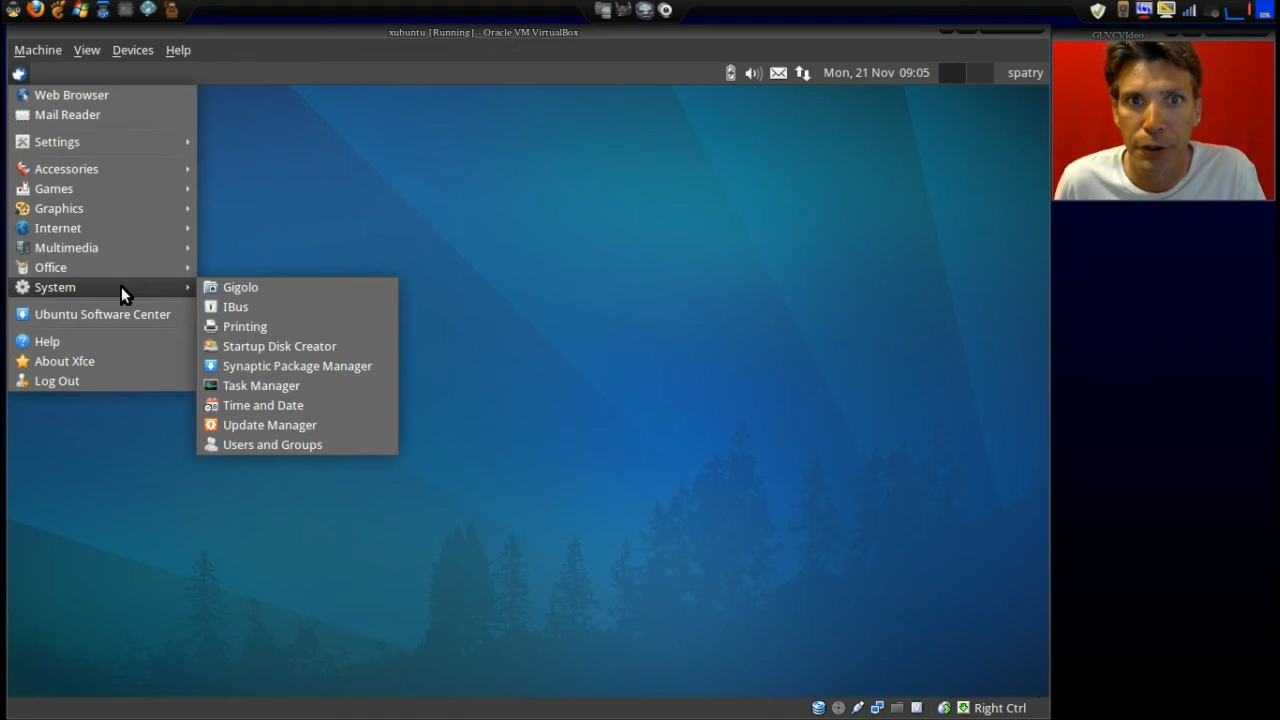 xubuntu [Running] - Oracle VM VirtualBox
GUVCVIdeo
Machine View Devices Help
Mon, 21 Nov 09:05 spatry
Web Browser
Mail Reader
Settings
Accessories
Games
Graphics
Internet
Multimedia
Office
System
Ubuntu Software Center
Help
About Xfce
Log Out
Gigolo
IBus
Printing
Startup Disk Creator
Synaptic Package Manager
Task Manager
Time and Date
Update Manager
Users and Groups
Right Ctrl